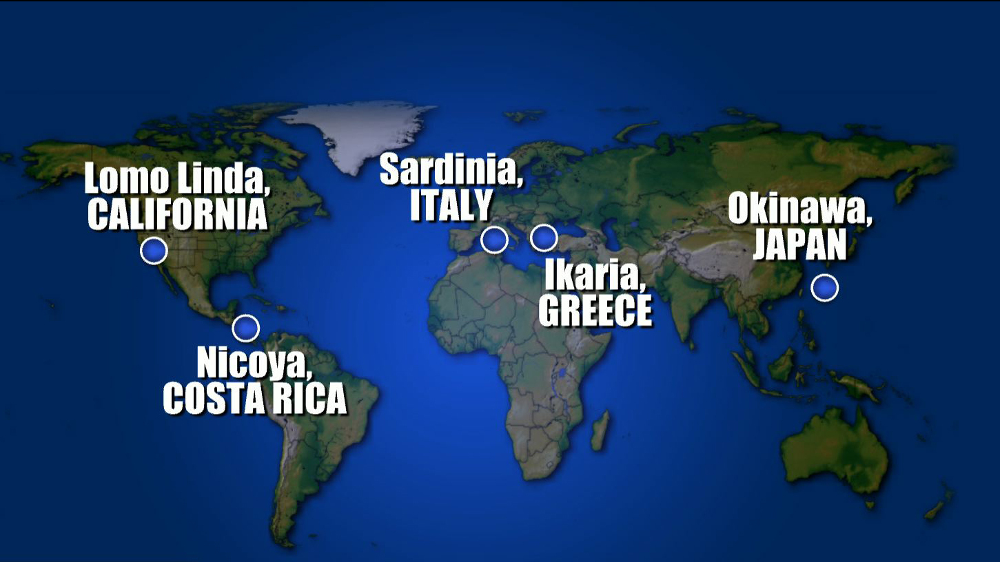 Lomo Linda,
CALIFORNIA
Sardinia,
ITALY
Okinawa,
JAPAN
Ikaria,
GREECE
Nicoya,
COSTA RICA